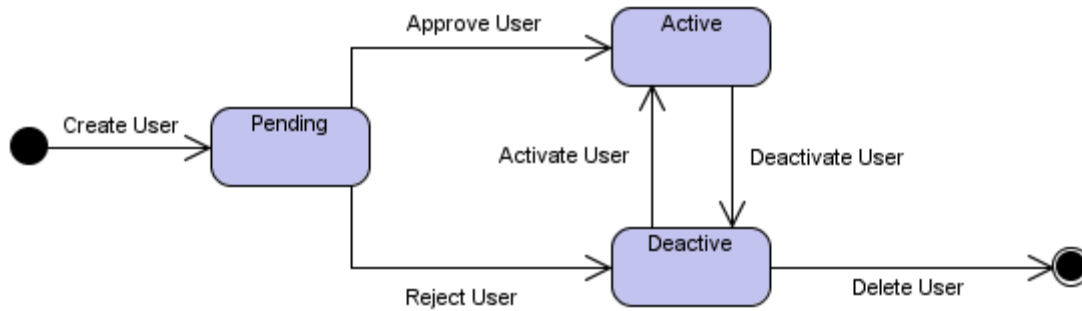 Approve User
Active
Create User
Pending
Activate User
Deactivate User
Deactive
Reject User
Delete User